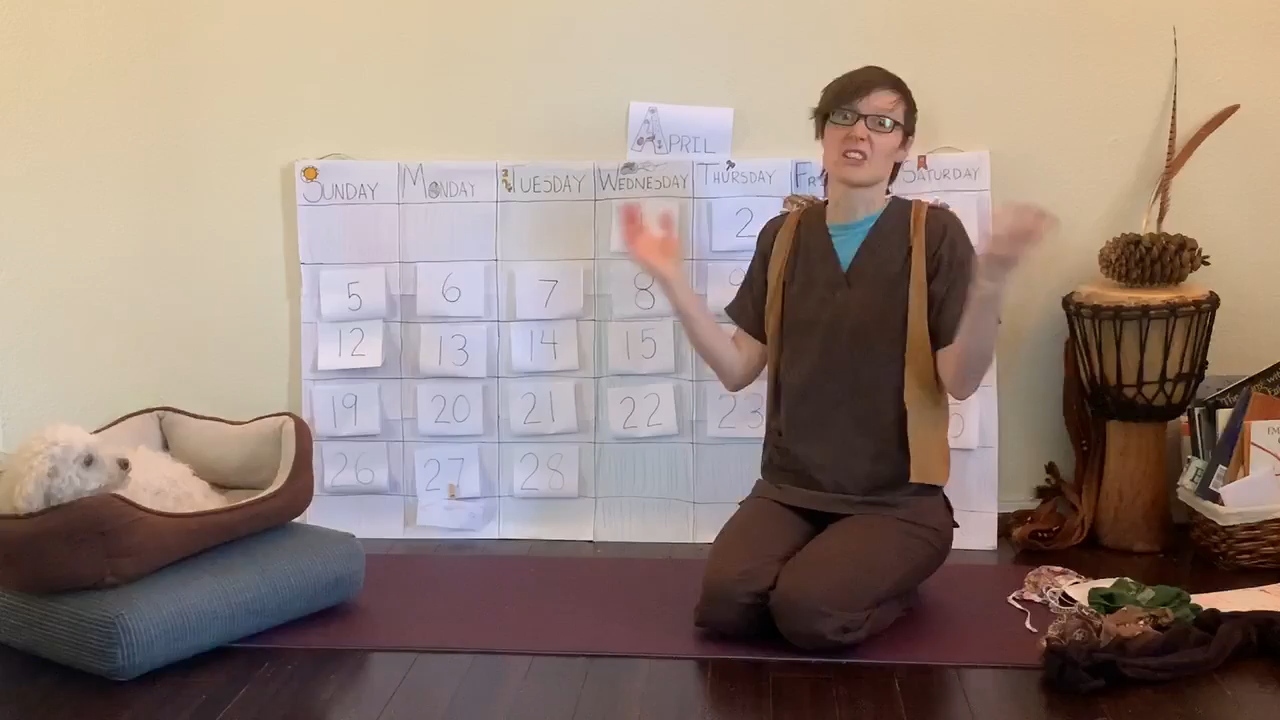 APRIL
SUNDAY MONDAY TUESDAY WEDNESDAY THURSDAY SATURDAY
2
5 6 7 8
12 13 14 15
19 20 21 22 23
26 27 28